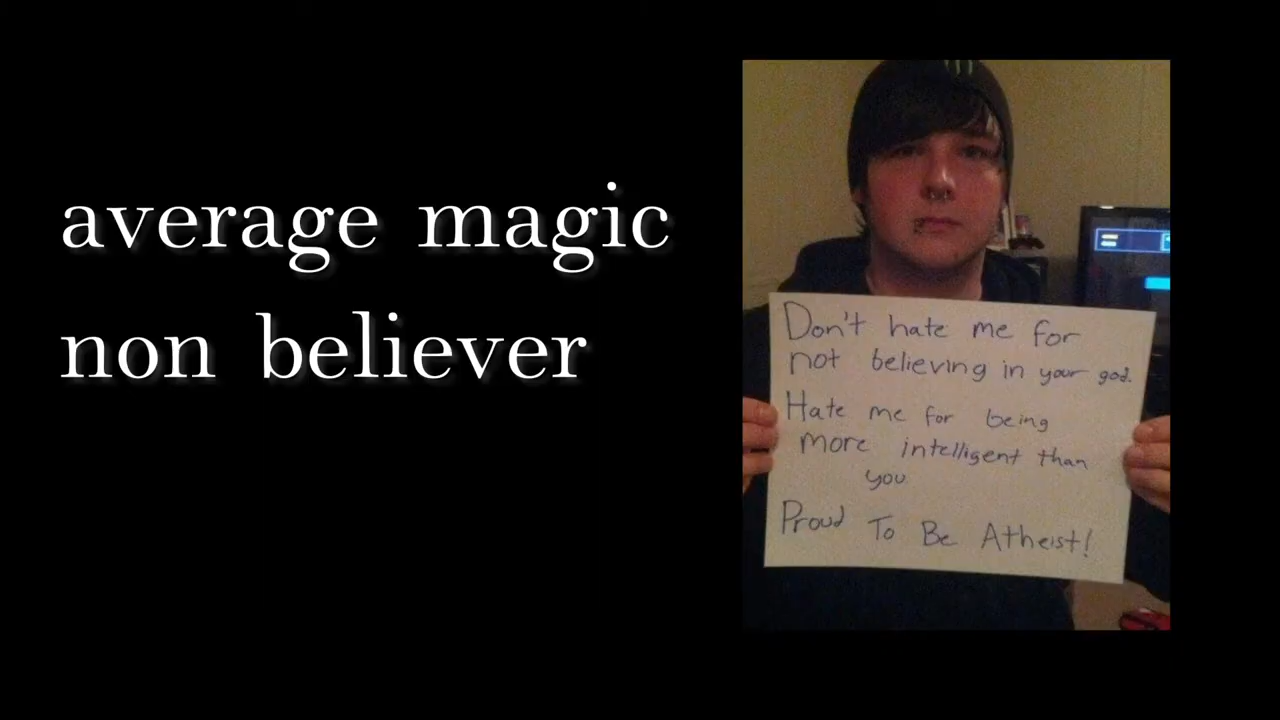 average magic
non believer
Don't hate me for
not believing in your god.
Hate me for being
more intelligent than
you
Proud To Be Atheist!